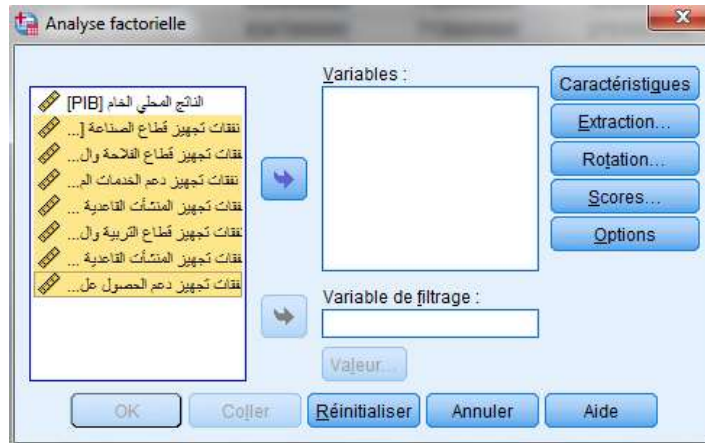 Analyse factorielle
Variables :
الناتج المحلي الخام [PIB]
نفقات تجهيز قطاع الصناعة [...
نفقات تجهيز قطاع الفلاحة وال...
نفقات تجهيز دعم الخدمات الم...
نفقات تجهيز المنشآت القاعدية ...
نفقات تجهيز قطاع التربية وال...
نفقات تجهيز المنشآت القاعدية ...
نفقات تجهيز دعم الحصول عل...
Caractéristiques
Extraction...
Rotation...
Scores...
Options
Variable de filtrage :
Valeur...
OK
Coller
Réinitialiser
Annuler
Aide